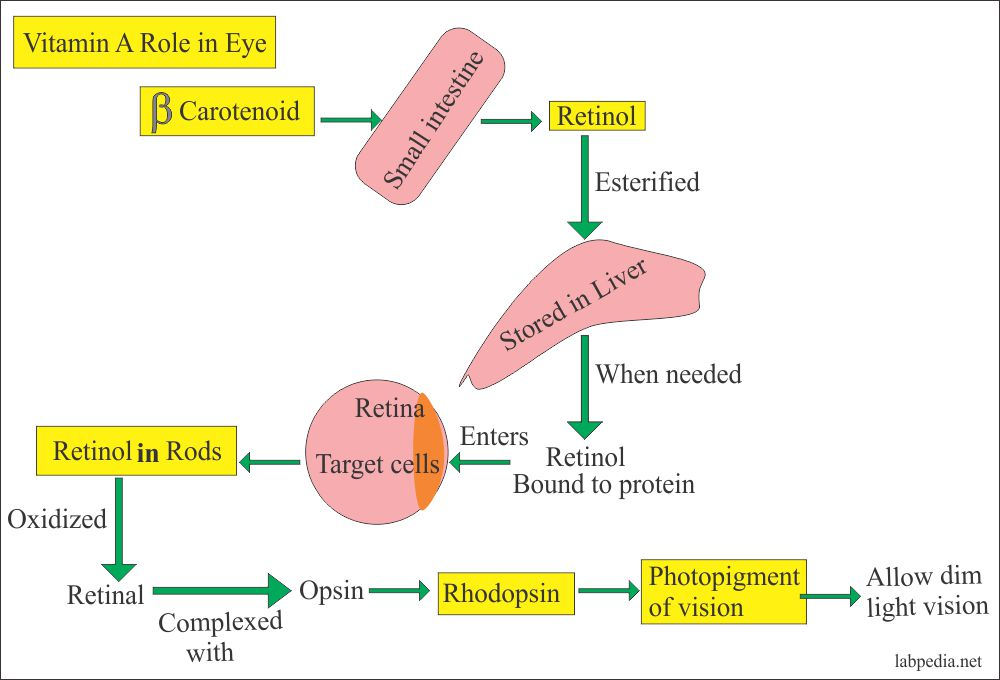 Vitamin A Role in Eye
β Carotenoid
Small intestine
Retinol
Esterified
Stored in Liver
When needed
Retinol
Bound to protein
Enters
Retina
Target cells
Retinol in Rods
Oxidized
Retinal
Complexed
with
Opsin
Rhodopsin
Photopigment
of vision
Allow dim
light vision
labpedia.net